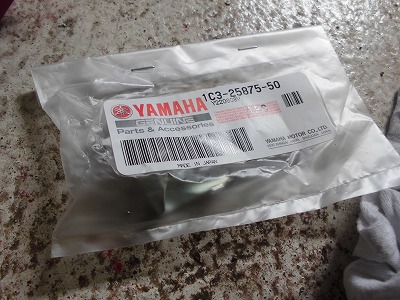 YAMAHA
GENUINE
Parts & Accessories
1C3-25875-50
YAMAHA MOTOR CO., LTD.
MADE IN JAPAN